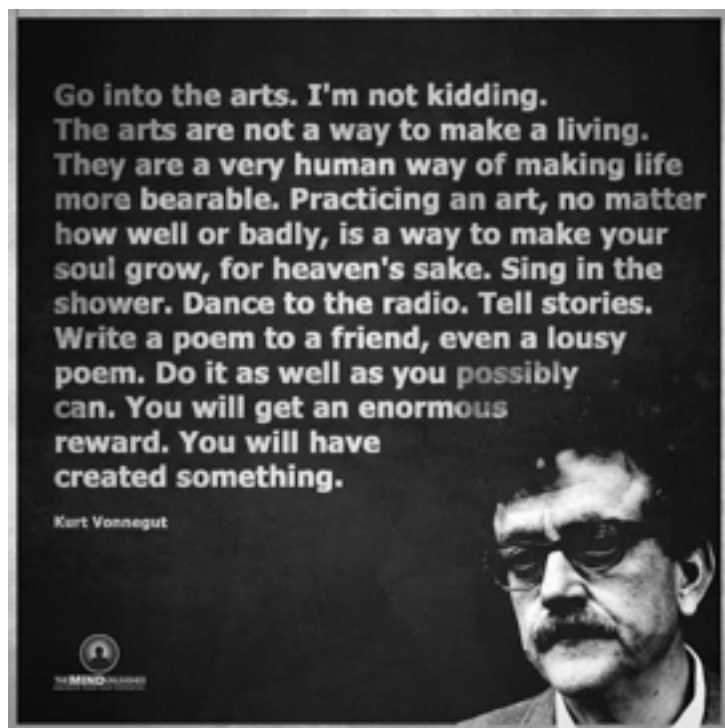 Go into the arts. I'm not kidding.
The arts are not a way to make a living.
They are a very human way of making life
more bearable. Practicing an art, no matter
how well or badly, is a way to make your
soul grow, for heaven's sake. Sing in the
shower. Dance to the radio. Tell stories.
Write a poem to a friend, even a lousy
poem. Do it as well as you possibly
can. You will get an enormous
reward. You will have
created something.
Kurt Vonnegut
THE MIND UNLEASHED